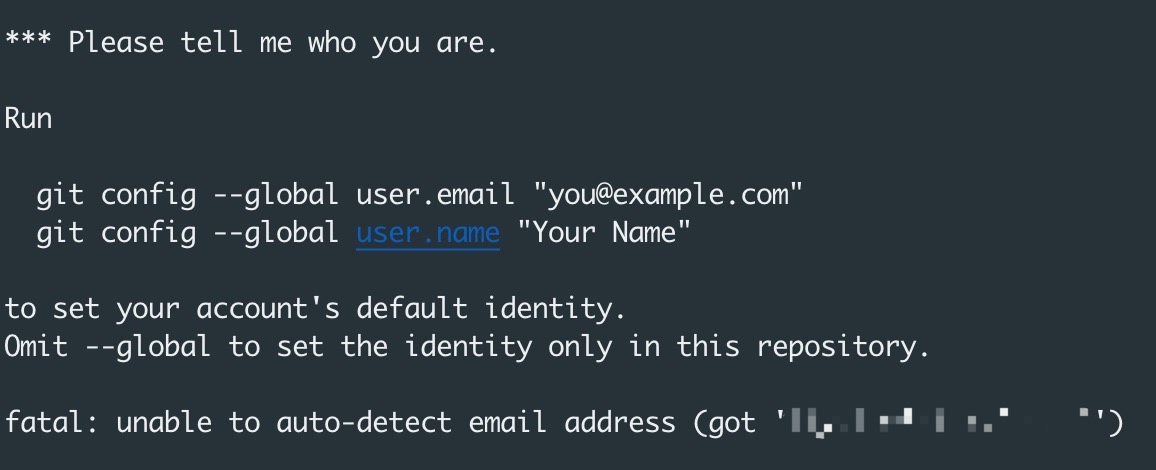 *** Please tell me who you are.
Run
git config --global user.email "you@example.com"
git config --global user.name "Your Name"
to set your account's default identity.
Omit --global to set the identity only in this repository.
fatal: unable to auto-detect email address (got '')